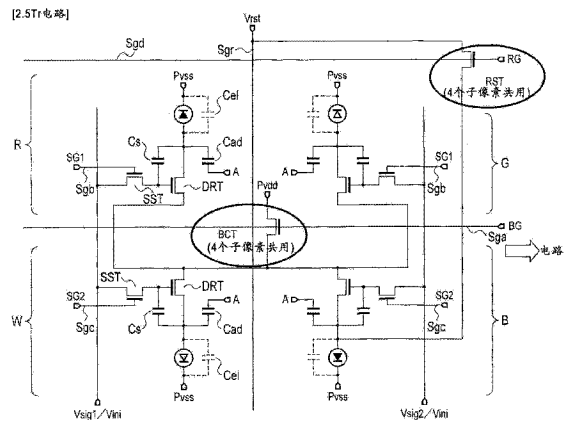 [2.5Tr电路]
Vrst
Sgd
Sgr
RG
RST
(4个子像素共用)
Pvss
Pvss
Cel
R
G
Cs
Cad
SG1
A
A
SG1
Sgb
Sgb
SST
DRT
Pvdd
BCT
(4个子像素共用)
BG
Sga
电路
SST
DRT
SG2
A
A
SG2
W
B
Sgc
Cs
Cad
Sgc
Cel
Pvss
Pvss
Vsig1/Vini
Vsig2/Vini